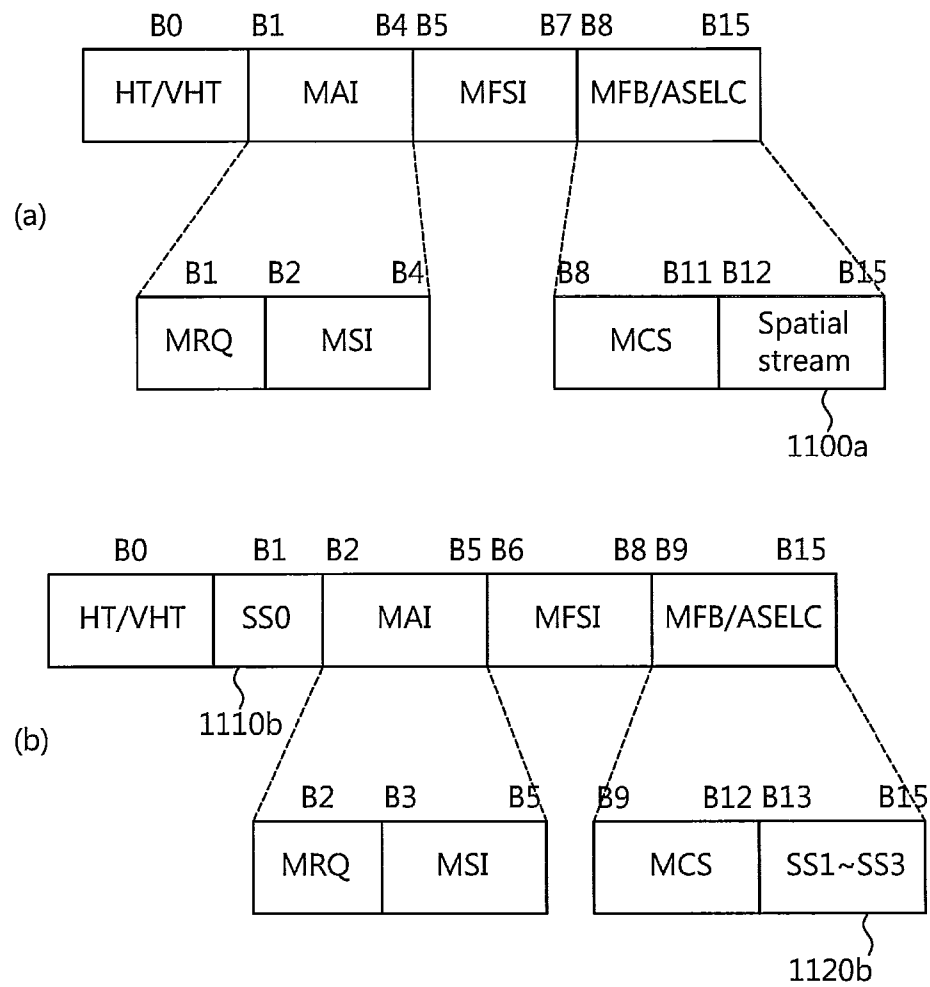 B0 B1 B4 B5 B7 B8 B15
HT/VHT MAI MFSI MFB/ASELC
(a)
B1 B2 B4 B8 B11 B12 B15
MRQ MSI MCS Spatial
stream
1100a
B0 B1 B2 B5 B6 B8 B9 B15
HT/VHT SS0 MAI MFSI MFB/ASELC
1110b
(b)
B2 B3 B5 B9 B12 B13 B15
MRQ MSI MCS SS1~SS3
1120b